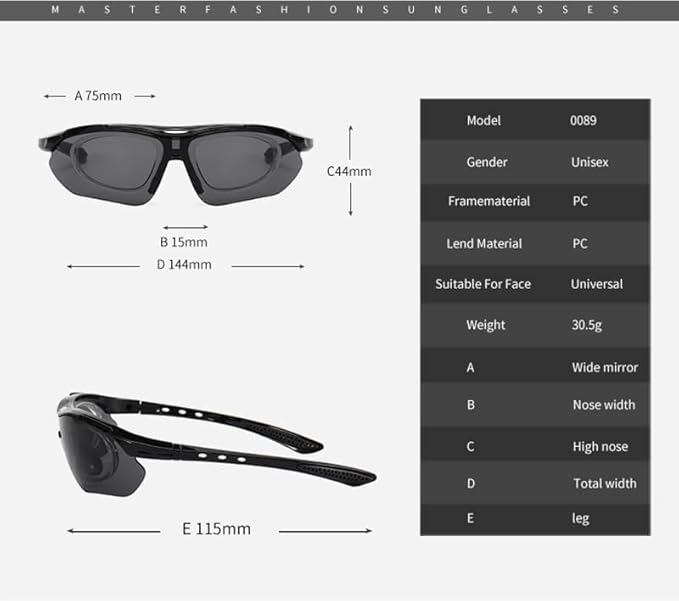 MASTERFASHIONSUNGLASSES
A 75mm
C44mm
B 15mm
D 144mm
E 115mm
Model 0089
Gender Unisex
Framematerial PC
Lend Material PC
Suitable For Face Universal
Weight 30.5g
A Wide mirror
B Nose width
C High nose
D Total width
E leg